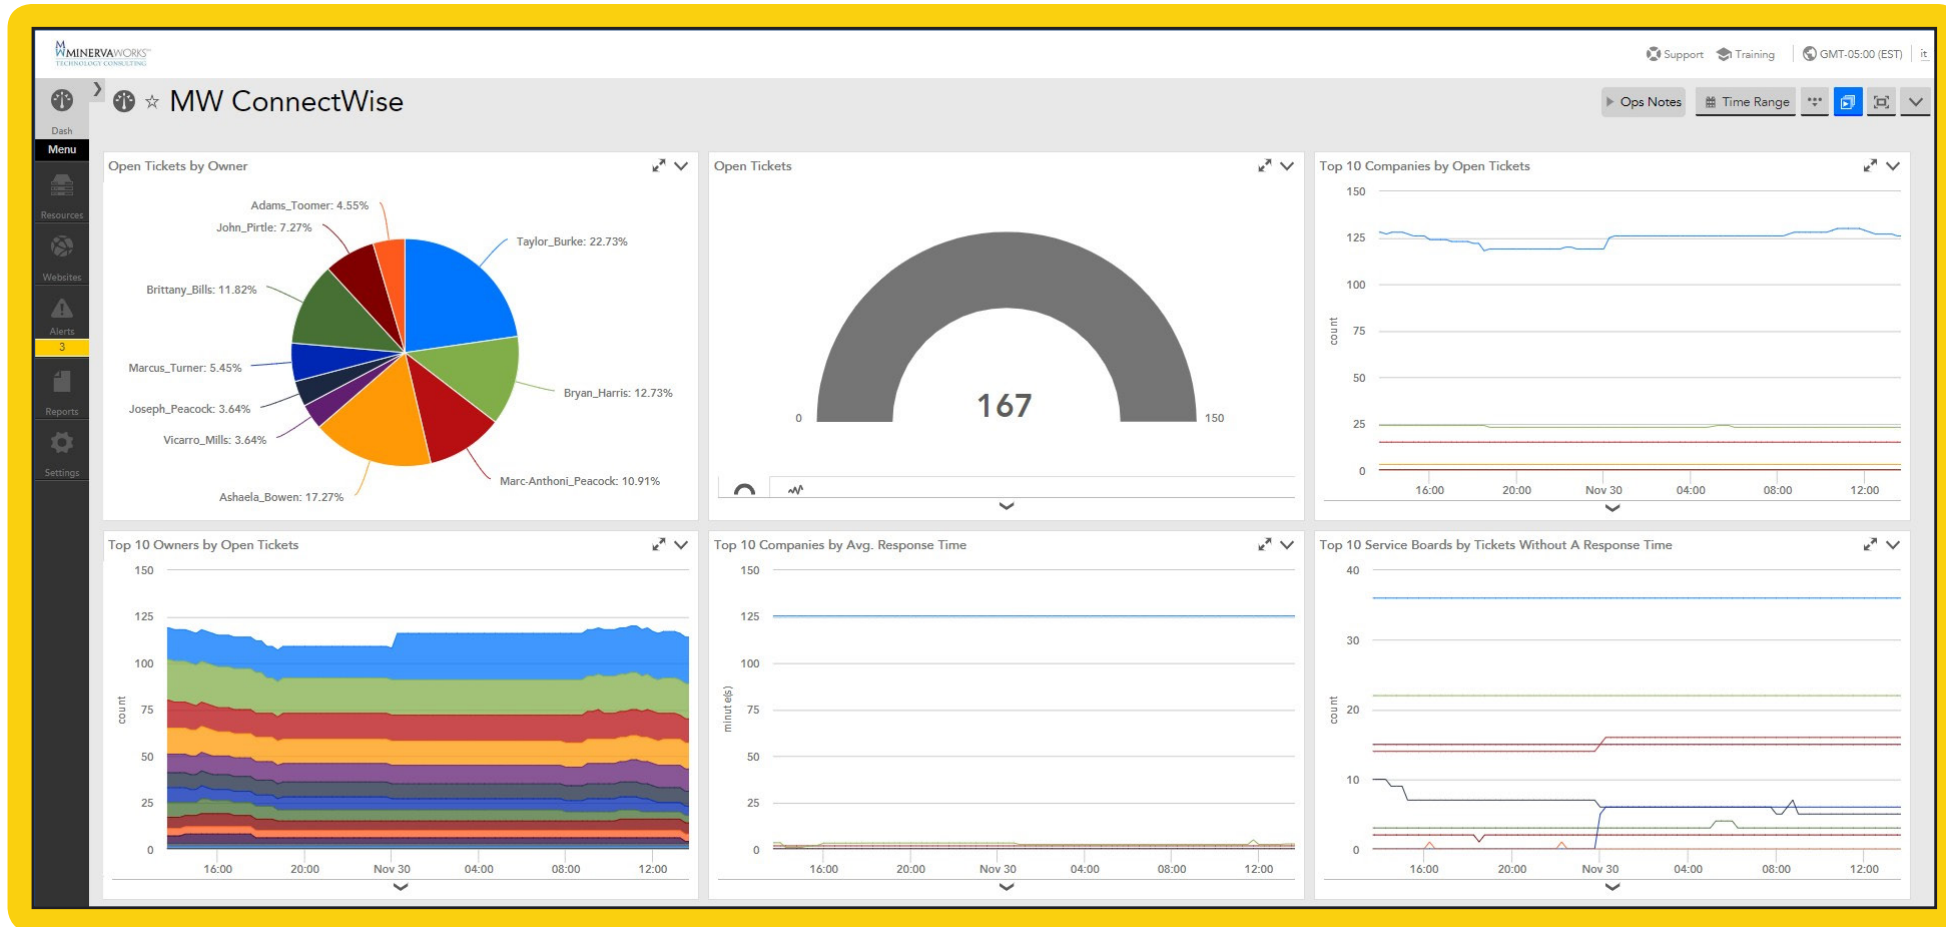 M
W MINERVAWORKS
TECHNOLOGY CONSULTING
Support
Training
GMT-05:00 (EST)
it
Dash
Menu
Resources
Websites
Alerts
3
Reports
Settings
MW ConnectWise
Ops Notes
Time Range
Open Tickets by Owner
Adams_Toomer: 4.55%
John_Pirtle: 7.27%
Taylor_Burke: 22.73%
Brittany_Bills: 11.82%
Marcus_Turner: 5.45%
Bryan_Harris: 12.73%
Joseph_Peacock: 3.64%
Vicarro_Mills: 3.64%
Marc-Anthoni_Peacock: 10.91%
Ashaela_Bowen: 17.27%
Open Tickets
167
0
150
Top 10 Companies by Open Tickets
150
125
100
75
50
25
0
count
16:00 20:00 Nov 30 04:00 08:00 12:00
Top 10 Owners by Open Tickets
150
125
100
75
50
25
0
count
16:00 20:00 Nov 30 04:00 08:00 12:00
Top 10 Companies by Avg. Response Time
150
125
100
75
50
25
0
minute(s)
16:00 20:00 Nov 30 04:00 08:00 12:00
Top 10 Service Boards by Tickets Without A Response Time
40
30
20
10
0
count
16:00 20:00 Nov 30 04:00 08:00 12:00